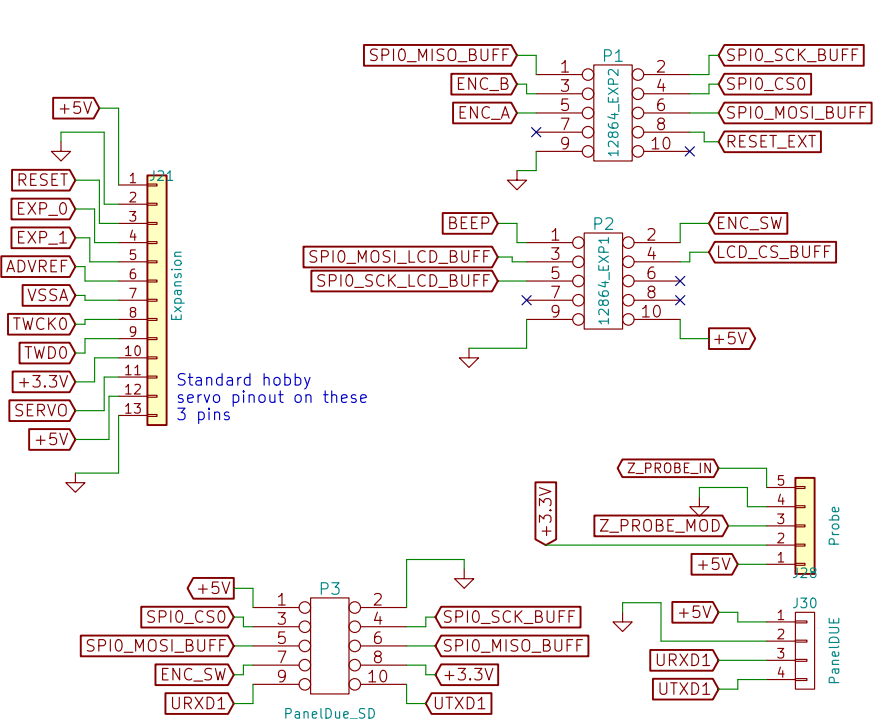 SPI0_MISO_BUFF
P1
SPI0_SCK_BUFF
1
2
ENC_B
SPI0_CS0
3
4
ENC_A
SPI0_MOSI_BUFF
5
6
7
8
RESET_EXT
9
10
12864_EXP2
+5V
J21
RESET
EXP_0
EXP_1
ADVREF
VSSA
TWCK0
TWD0
+3.3V
SERVO
+5V
1
2
3
4
5
6
7
8
9
10
11
12
13
Expansion
Standard hobby
servo pinout on these
3 pins
BEEP
P2
ENC_SW
1
2
SPI0_MOSI_LCD_BUFF
LCD_CS_BUFF
3
4
SPI0_SCK_LCD_BUFF
5
6
7
8
9
10
+5V
12864_EXP1
Z_PROBE_IN
5
4
+3.3V
Z_PROBE_MOD
3
2
+5V
1
Probe
J28
+5V
P3
1
2
SPI0_CS0
SPI0_SCK_BUFF
3
4
SPI0_MOSI_BUFF
SPI0_MISO_BUFF
5
6
ENC_SW
+3.3V
7
8
URXD1
UTXD1
9
10
PanelDue_SD
J30
+5V
1
2
URXD1
3
UTXD1
4
PanelDUE